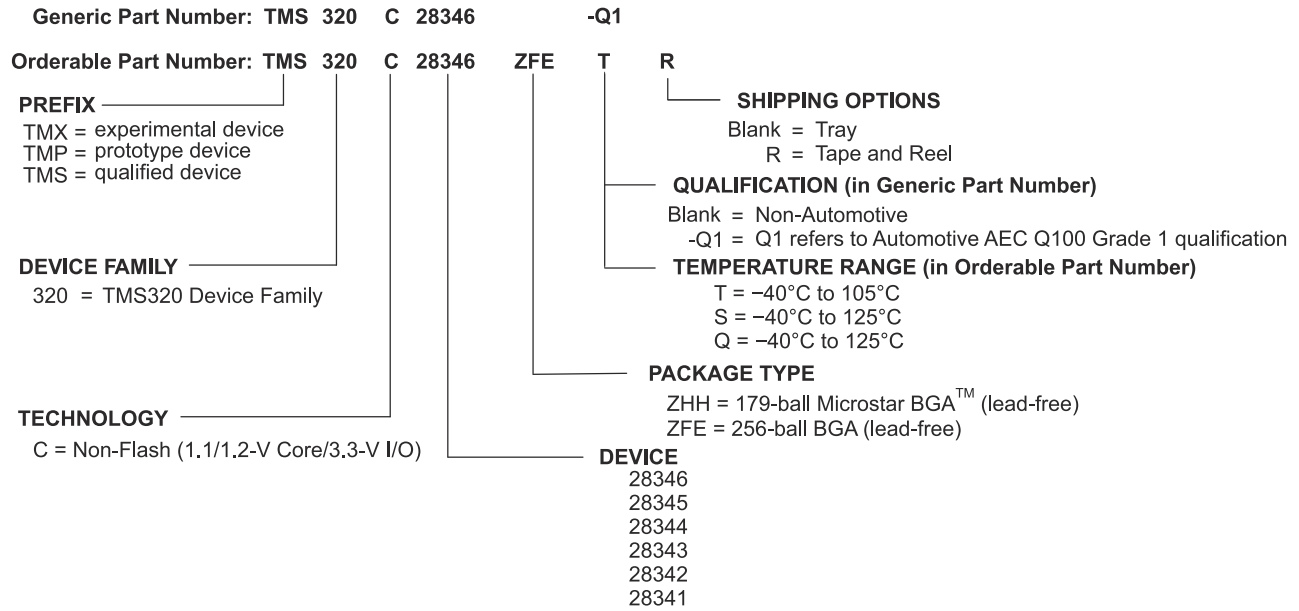 Generic Part Number: TMS 320 C 28346 -Q1
Orderable Part Number: TMS 320 C 28346 ZFE T R
PREFIX
TMX = experimental device
TMP = prototype device
TMS = qualified device
SHIPPING OPTIONS
Blank = Tray
R = Tape and Reel
QUALIFICATION (in Generic Part Number)
Blank = Non-Automotive
-Q1 = Q1 refers to Automotive AEC Q100 Grade 1 qualification
DEVICE FAMILY
320 = TMS320 Device Family
TEMPERATURE RANGE (in Orderable Part Number)
T = −40°C to 105°C
S = −40°C to 125°C
Q = −40°C to 125°C
PACKAGE TYPE
ZHH = 179-ball Microstar BGA™ (lead-free)
ZFE = 256-ball BGA (lead-free)
TECHNOLOGY
C = Non-Flash (1.1/1.2-V Core/3.3-V I/O)
DEVICE
28346
28345
28344
28343
28342
28341